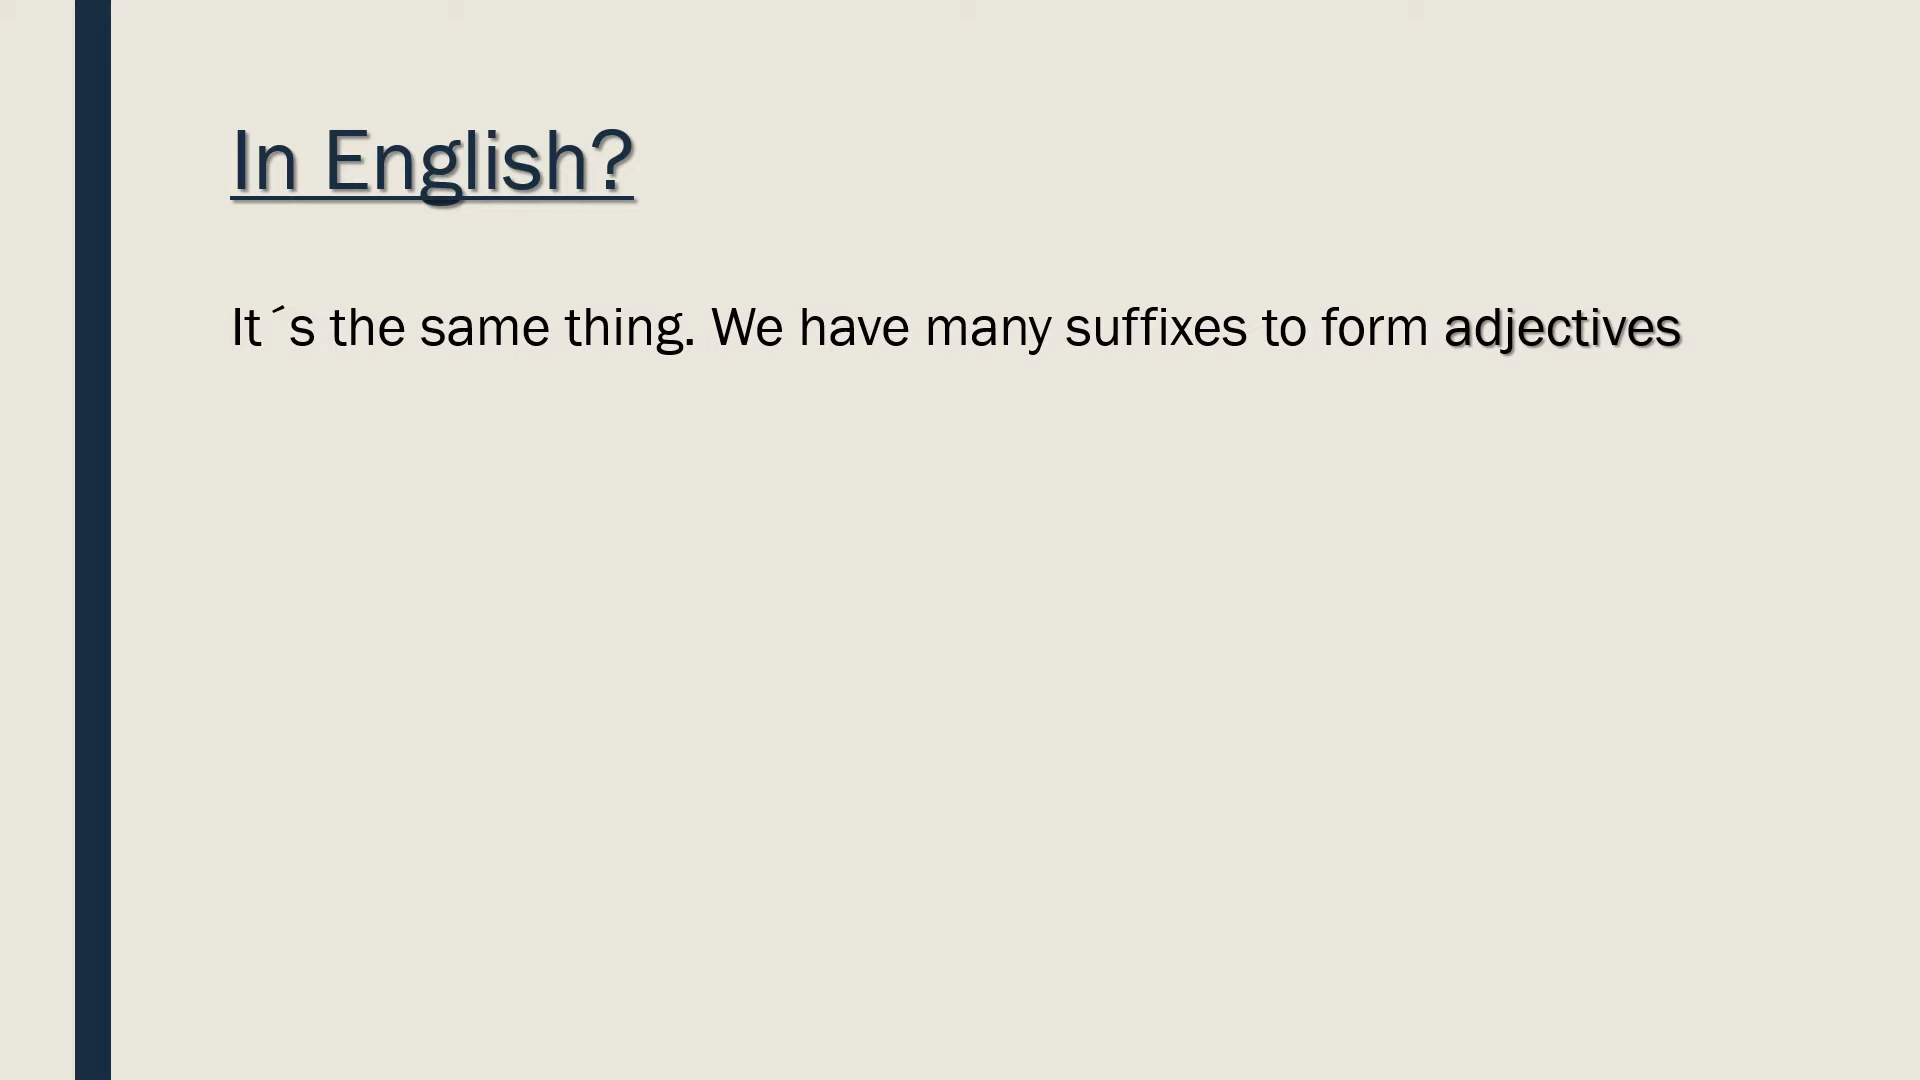 In English?
It´s the same thing. We have many suffixes to form adjectives